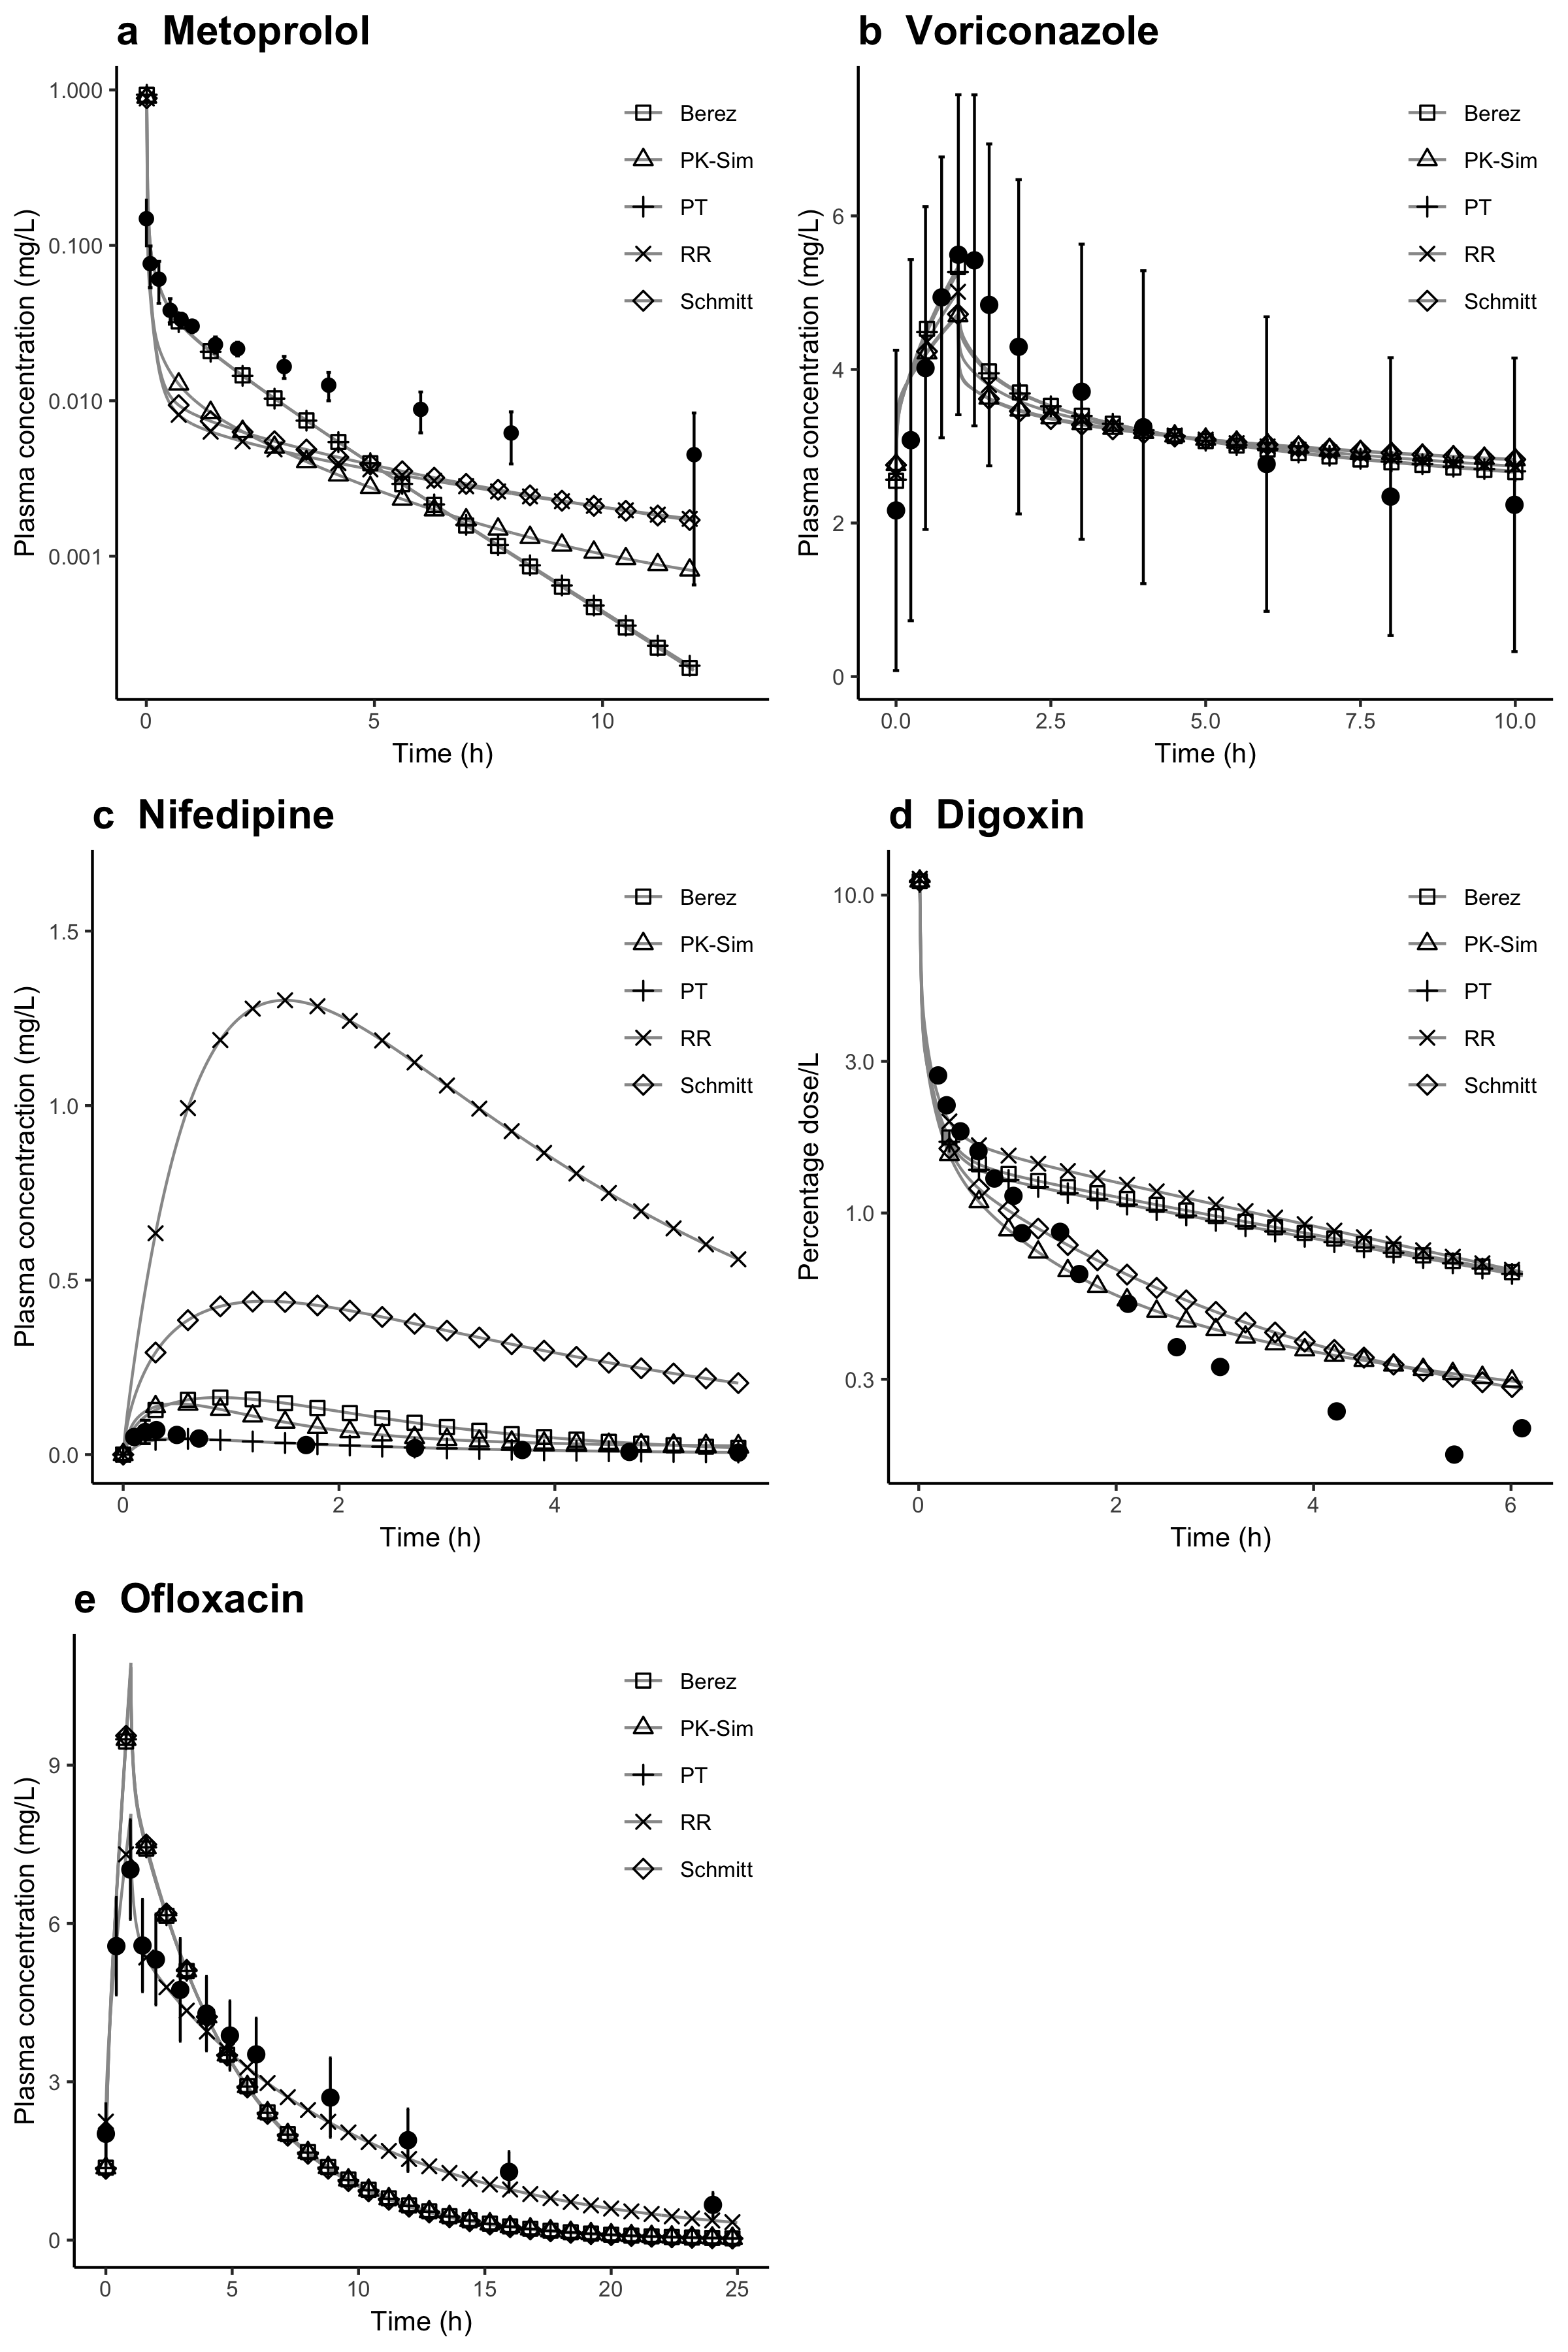 a Metoprolol
1.000
0.100
0.010
0.001
Plasma concentration (mg/L)
0
5
10
Time (h)
Berez
PK-Sim
PT
RR
Schmitt
b Voriconazole
6
4
2
0
Plasma concentration (mg/L)
0.0
2.5
5.0
7.5
10.0
Time (h)
Berez
PK-Sim
PT
RR
Schmitt
c Nifedipine
1.5
1.0
0.5
0.0
Plasma concentraction (mg/L)
0
2
4
Time (h)
Berez
PK-Sim
PT
RR
Schmitt
d Digoxin
10.0
3.0
1.0
0.3
Percentage dose/L
0
2
4
6
Time (h)
Berez
PK-Sim
PT
RR
Schmitt
e Ofloxacin
9
6
3
0
Plasma concentration (mg/L)
0
5
10
15
20
25
Time (h)
Berez
PK-Sim
PT
RR
Schmitt